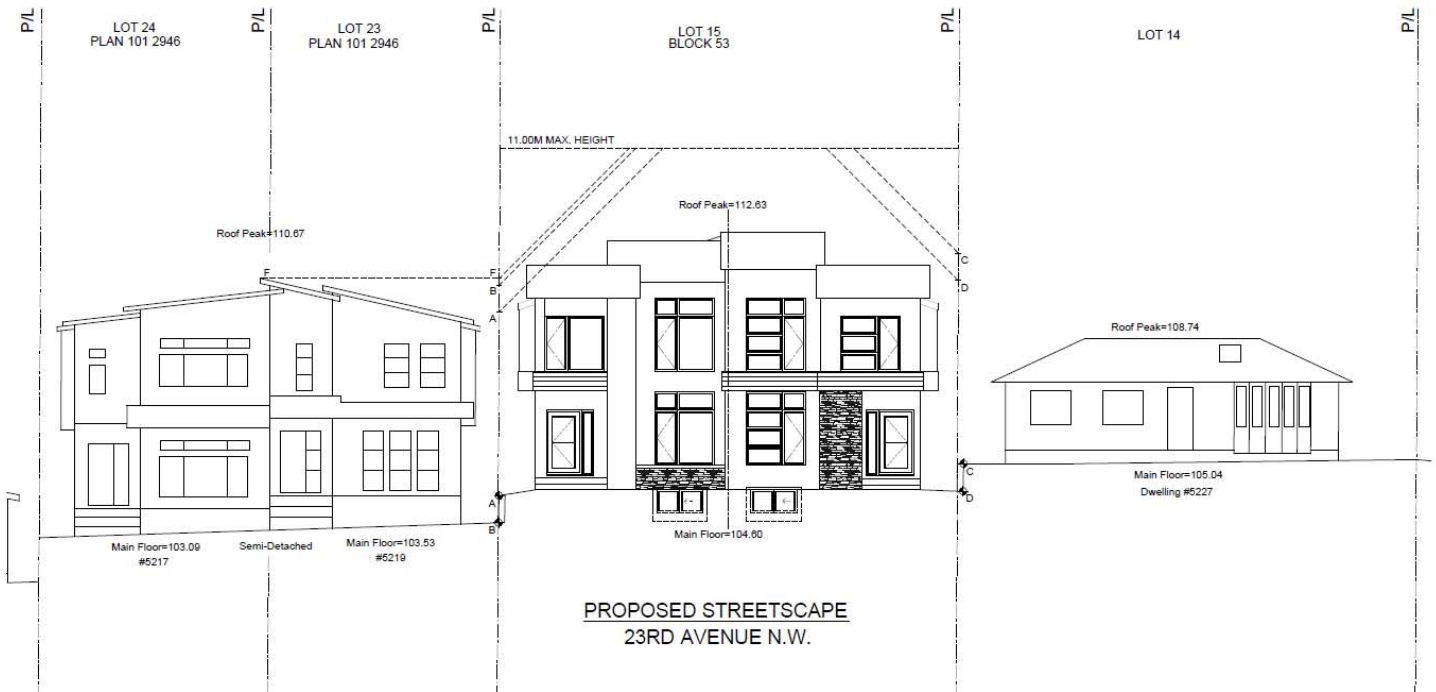 P/L
P/L
P/L
P/L
P/L
LOT 24
PLAN 101 2946
LOT 23
PLAN 101 2946
LOT 15
BLOCK 53
LOT 14
11.00M MAX. HEIGHT
Roof Peak=112.63
Roof Peak=110.67
F
F
B
A
C
D
Roof Peak=108.74
A
B
C
D
Main Floor=105.04
Dwelling #5227
Main Floor=103.09
#5217
Semi-Detached
Main Floor=103.53
#5219
Main Floor=104.60
PROPOSED STREETSCAPE
23RD AVENUE N.W.